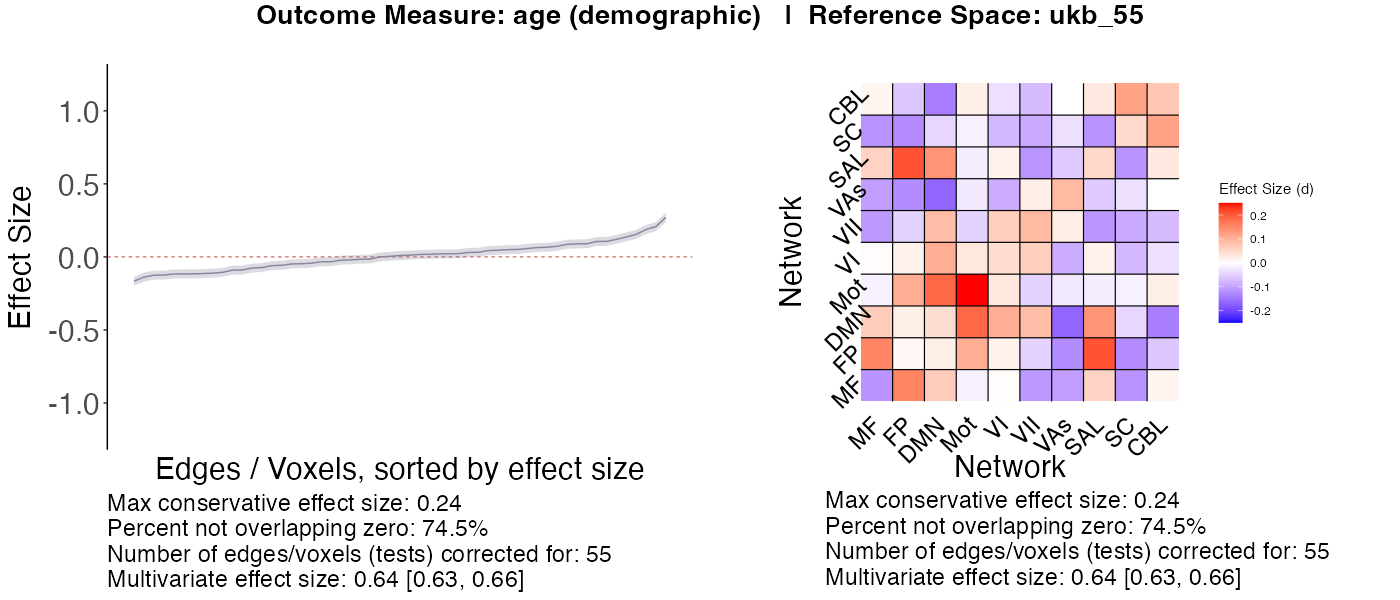 Outcome Measure: age (demographic) | Reference Space: ukb_55
Effect Size
1.0
0.5
0.0
-0.5
-1.0
Edges / Voxels, sorted by effect size
Max conservative effect size: 0.24
Percent not overlapping zero: 74.5%
Number of edges/voxels (tests) corrected for: 55
Multivariate effect size: 0.64 [0.63, 0.66]
Network
CBL
SC
SAL
VAs
VII
VI
Mot
DMN
FP
MF
MF FP DMN Mot VI VII VAs SAL SC CBL
Network
Effect Size (d)
0.2
0.1
0.0
-0.1
-0.2
Max conservative effect size: 0.24
Percent not overlapping zero: 74.5%
Number of edges/voxels (tests) corrected for: 55
Multivariate effect size: 0.64 [0.63, 0.66]